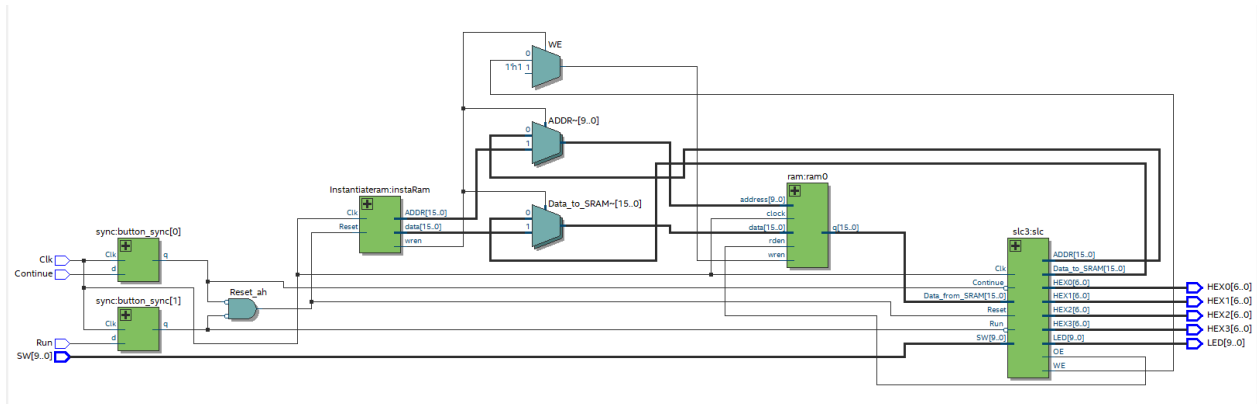 WE
0
1'h1 1
ADDR~[9..0]
0
1
Instantiateram:instaRam
Clk ADDR[15..0]
Reset data[15..0]
wren
Data_to_SRAM~[15..0]
0
1
ram:ram0
address[9..0]
clock
data[15..0] q[15..0]
rden
wren
sync:button_sync[0]
Clk q
d
Clk
Continue
sync:button_sync[1]
Clk q
d
Run
SW[9..0]
Reset_ah
slc3:slc
Clk
Continue
Data_from_SRAM[15..0]
Reset
Run
SW[9..0]
ADDR[15..0]
Data_to_SRAM[15..0]
HEX0[6..0]
HEX1[6..0]
HEX2[6..0]
HEX3[6..0]
LED[9..0]
OE
WE
HEX0[6..0]
HEX1[6..0]
HEX2[6..0]
HEX3[6..0]
LED[9..0]